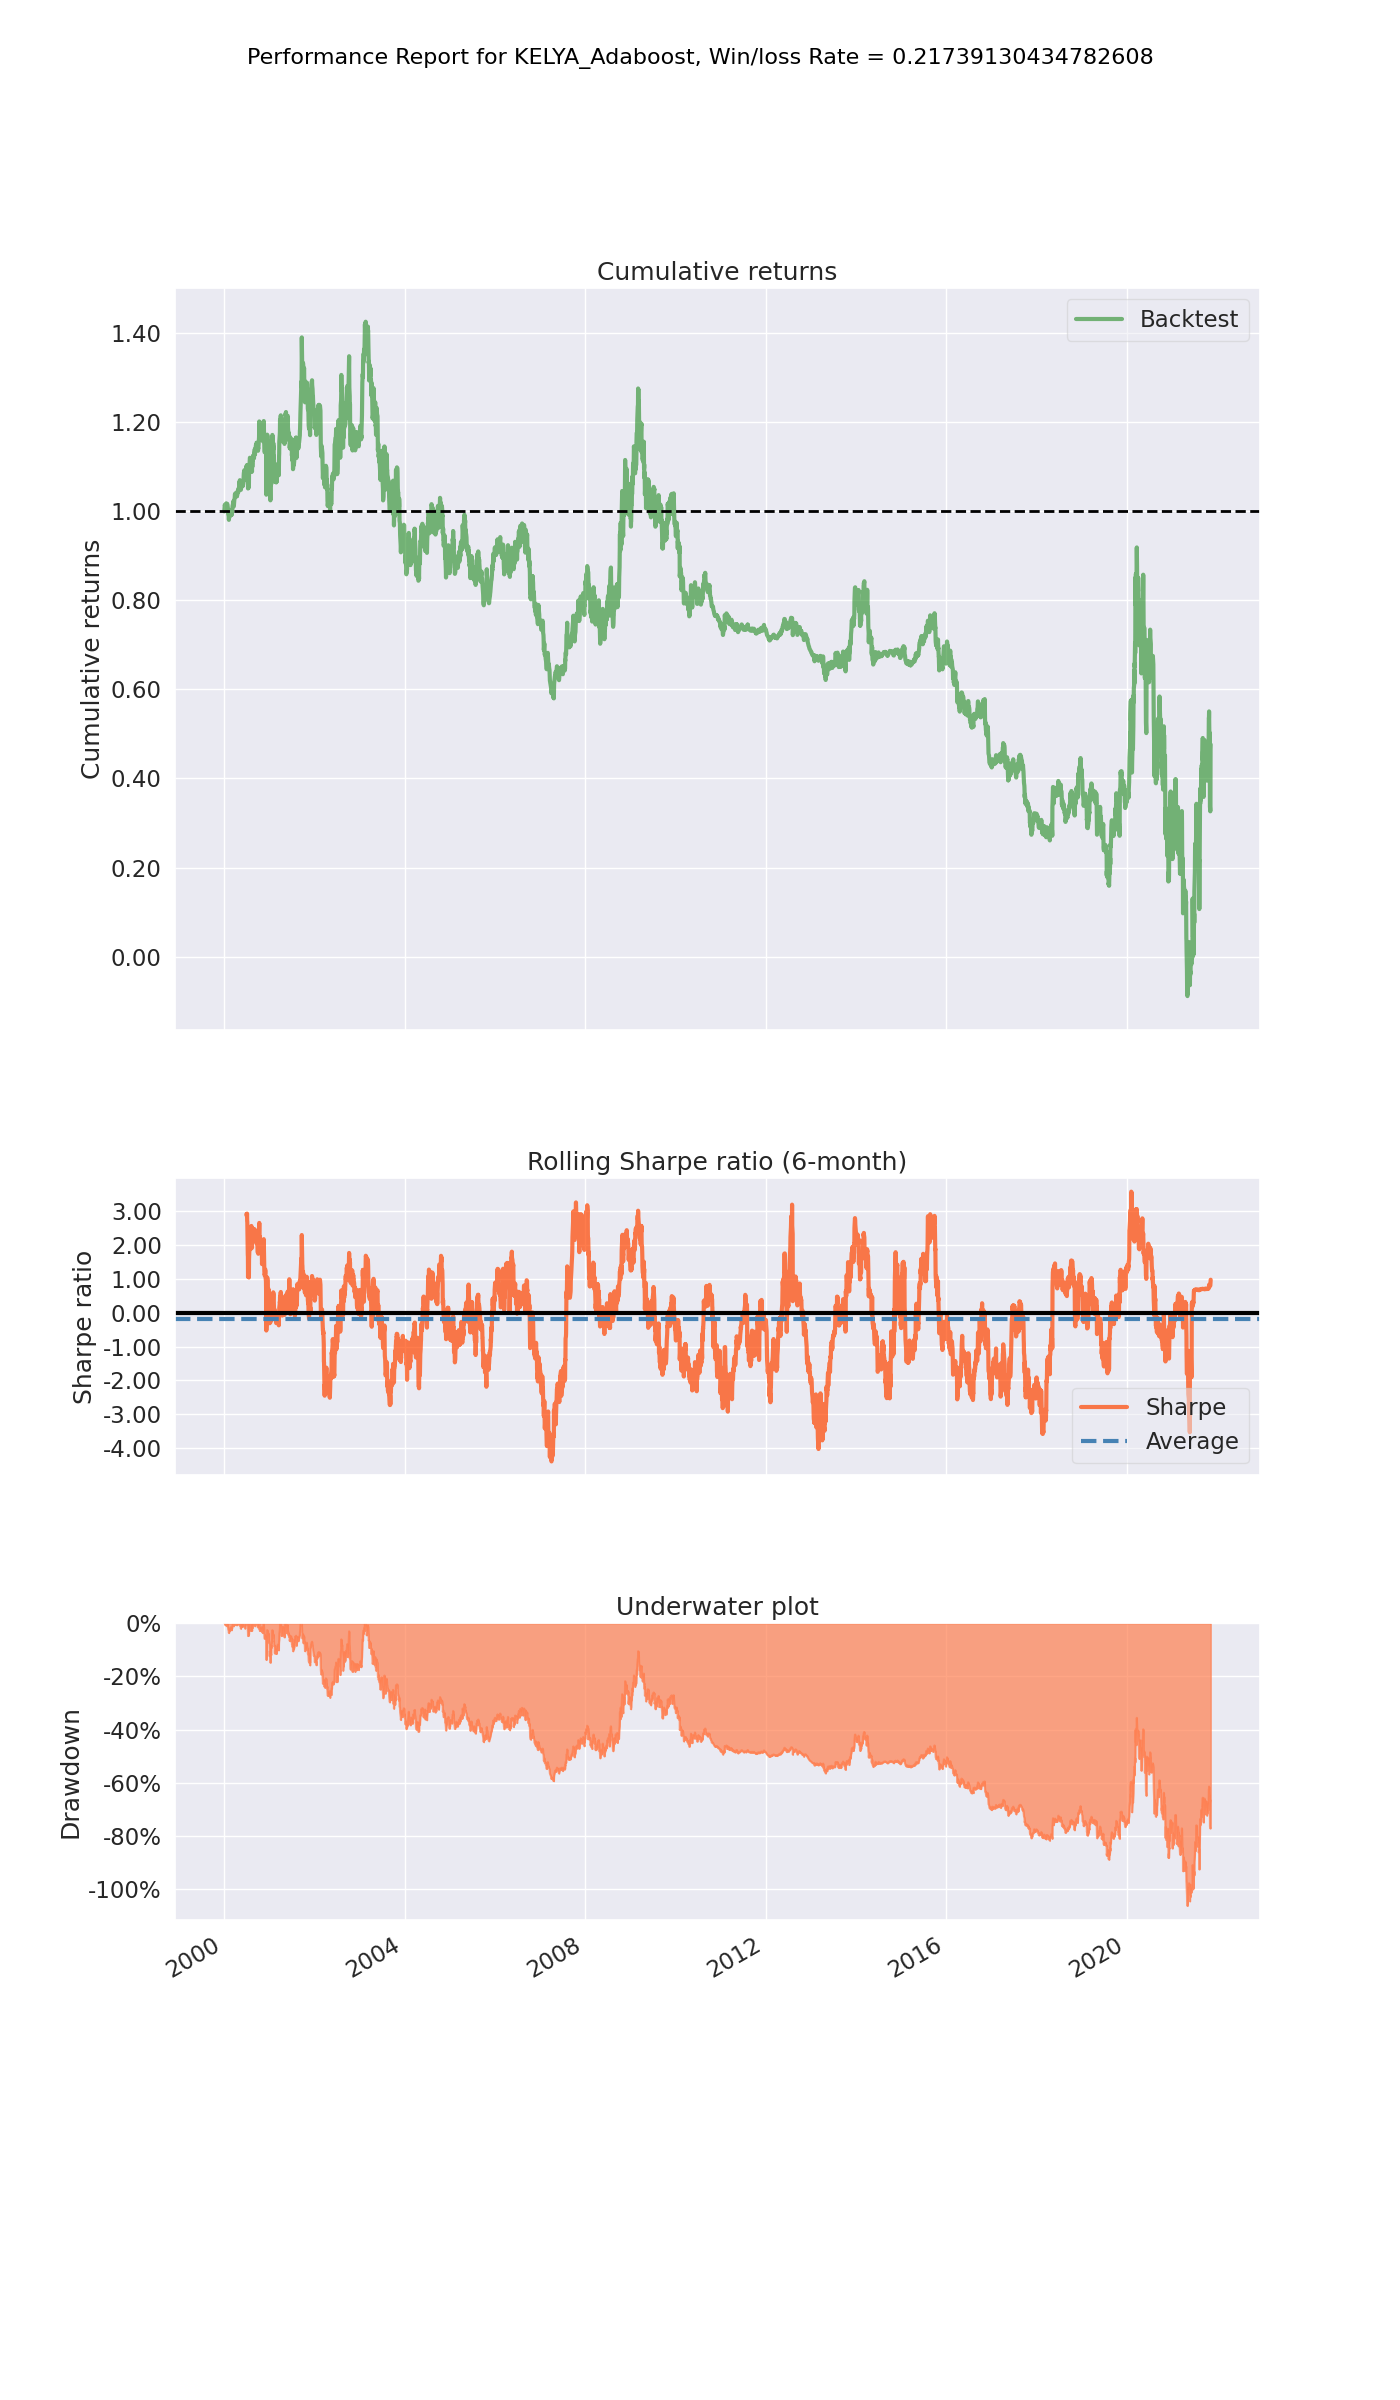 Performance Report for KELYA_Adaboost, Win/loss Rate = 0.21739130434782608
Cumulative returns
Backtest
Cumulative returns
1.40
1.20
1.00
0.80
0.60
0.40
0.20
0.00
Rolling Sharpe ratio (6-month)
Sharpe ratio
3.00
2.00
1.00
0.00
-1.00
-2.00
-3.00
-4.00
Sharpe
Average
Underwater plot
Drawdown
0%
-20%
-40%
-60%
-80%
-100%
2000
2004
2008
2012
2016
2020